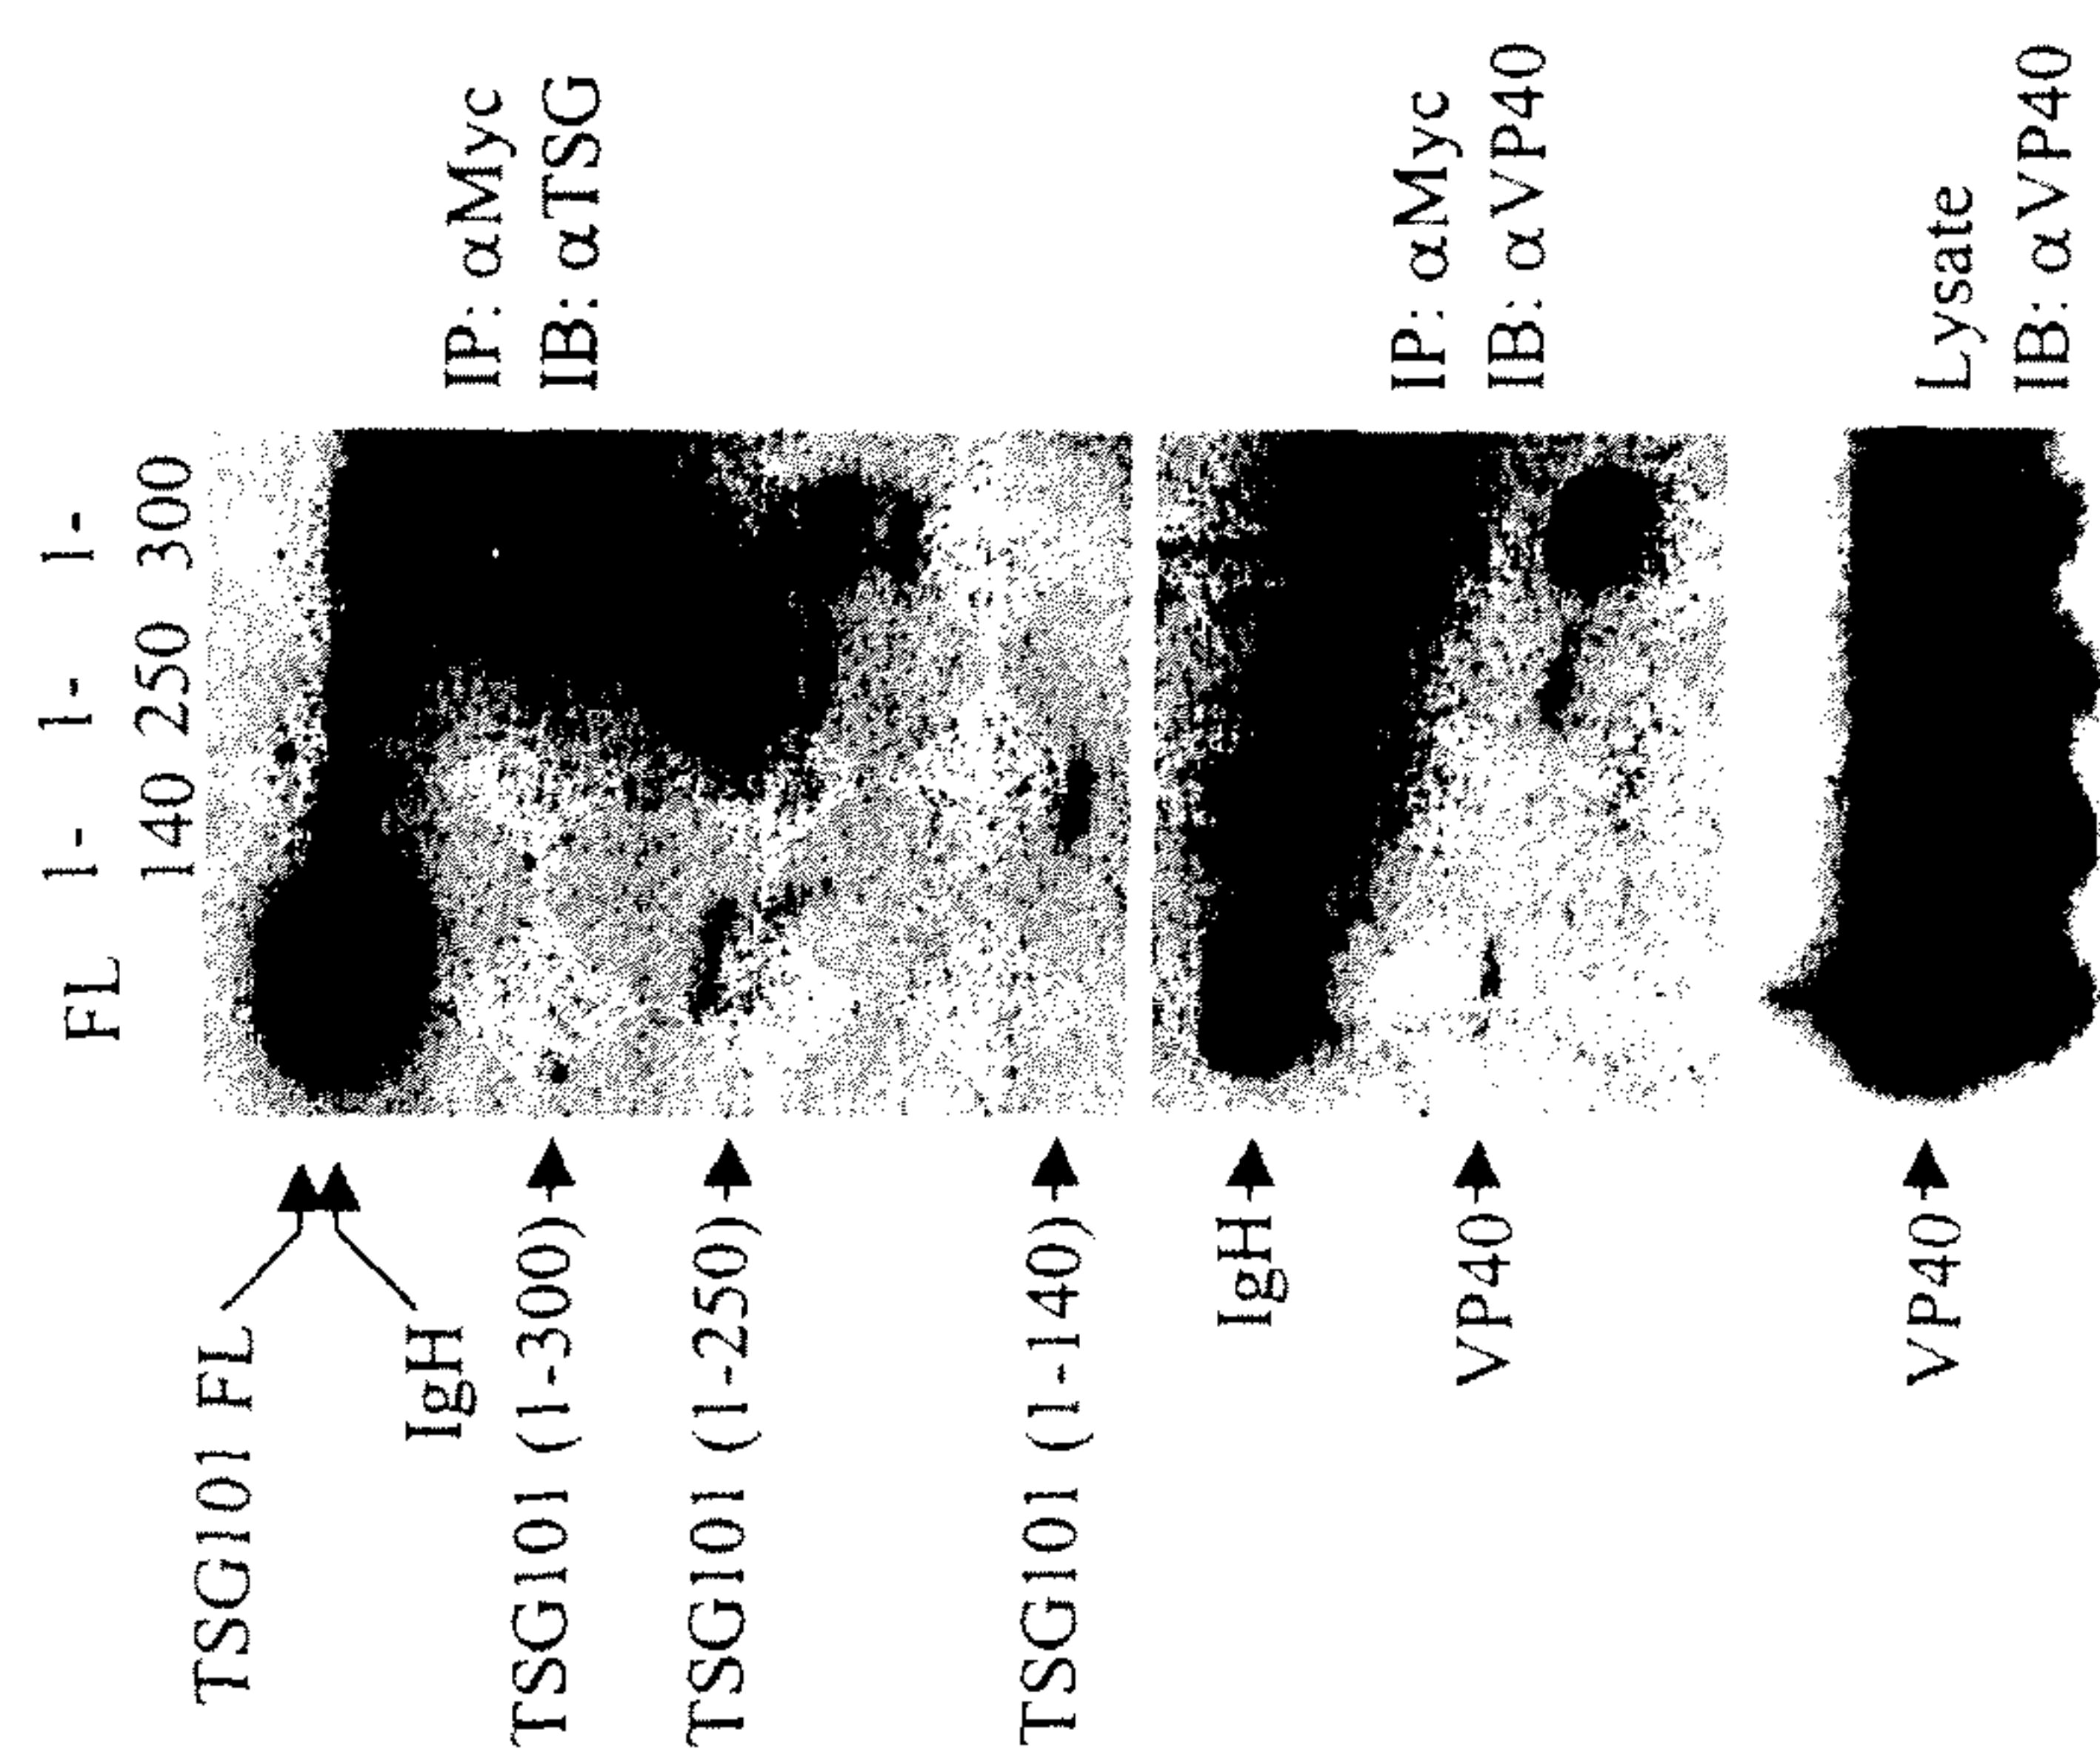 FL 1- 1- 1-
140 250 300
TSG101 FL
IgH
TSG101 (1-300)
TSG101 (1-250)
TSG101 (1-140)
IP: αMyc
IB: αTSG
IgH
VP40
IP: αMyc
IB: αVP40
VP40
Lysate
IB: αVP40